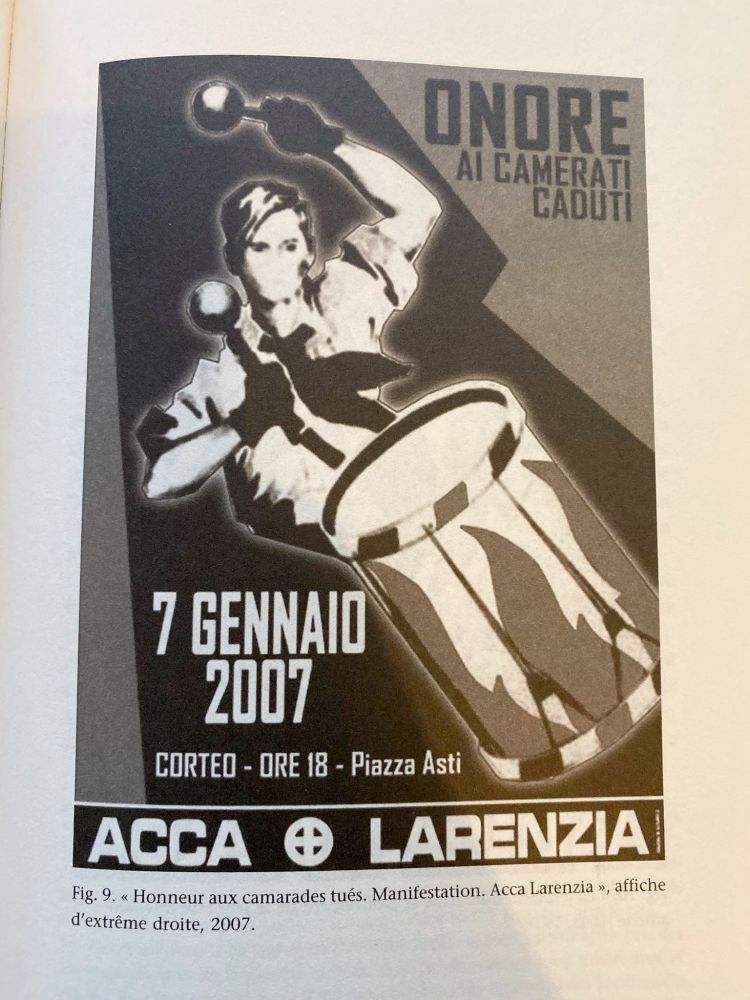 ONORE
AI CAMERATI
CADUTI
7 GENNAIO
2007
CORTEO - ORE 18 - Piazza Asti
ACCA LARENZIA
Fig. 9. « Honneur aux camarades tués. Manifestation. Acca Larenzia », affiche
d'extrême droite, 2007.